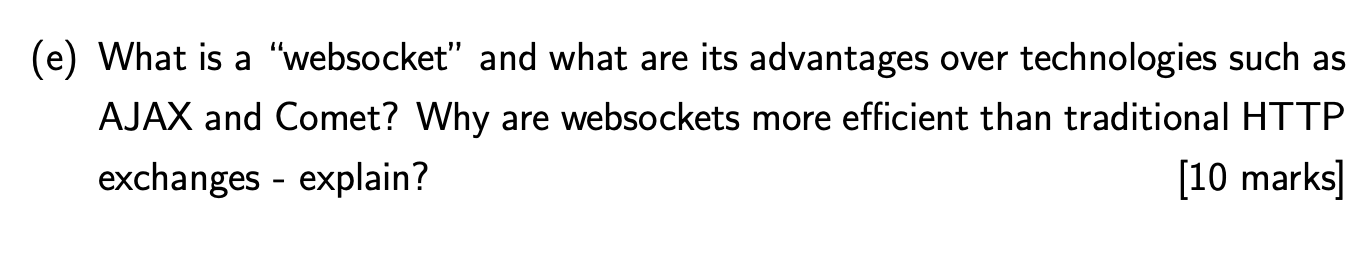 (e) What is a “websocket” and what are its advantages over technologies such as
AJAX and Comet? Why are websockets more efficient than traditional HTTP
exchanges - explain? [10 marks]